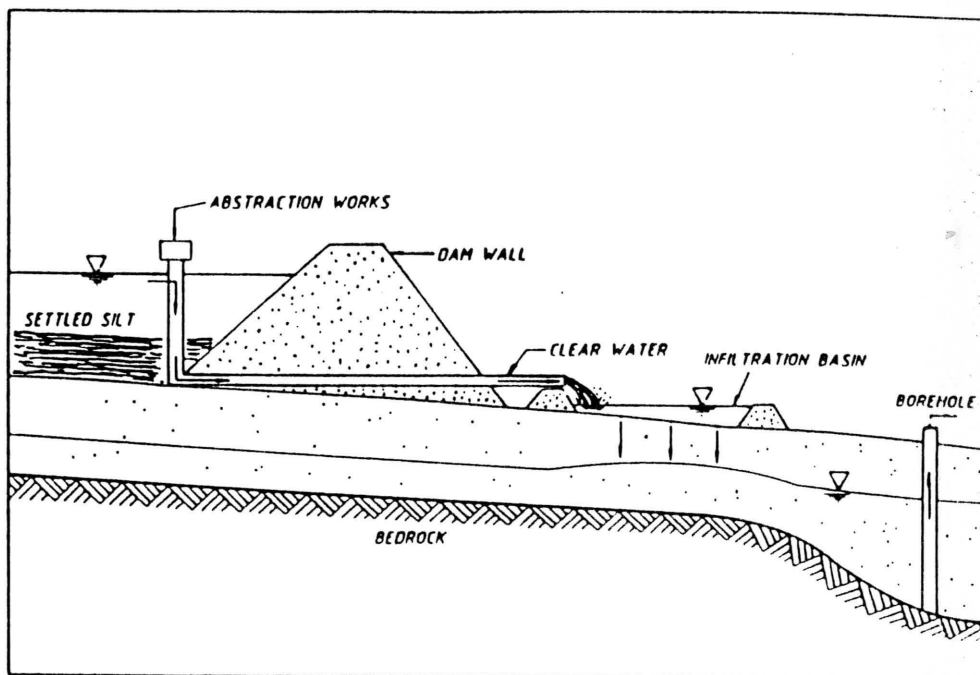 ABSTRACTION WORKS
DAM WALL
SETTLED SILT
CLEAR WATER
INFILTRATION BASIN
BOREHOLE
BEDROCK